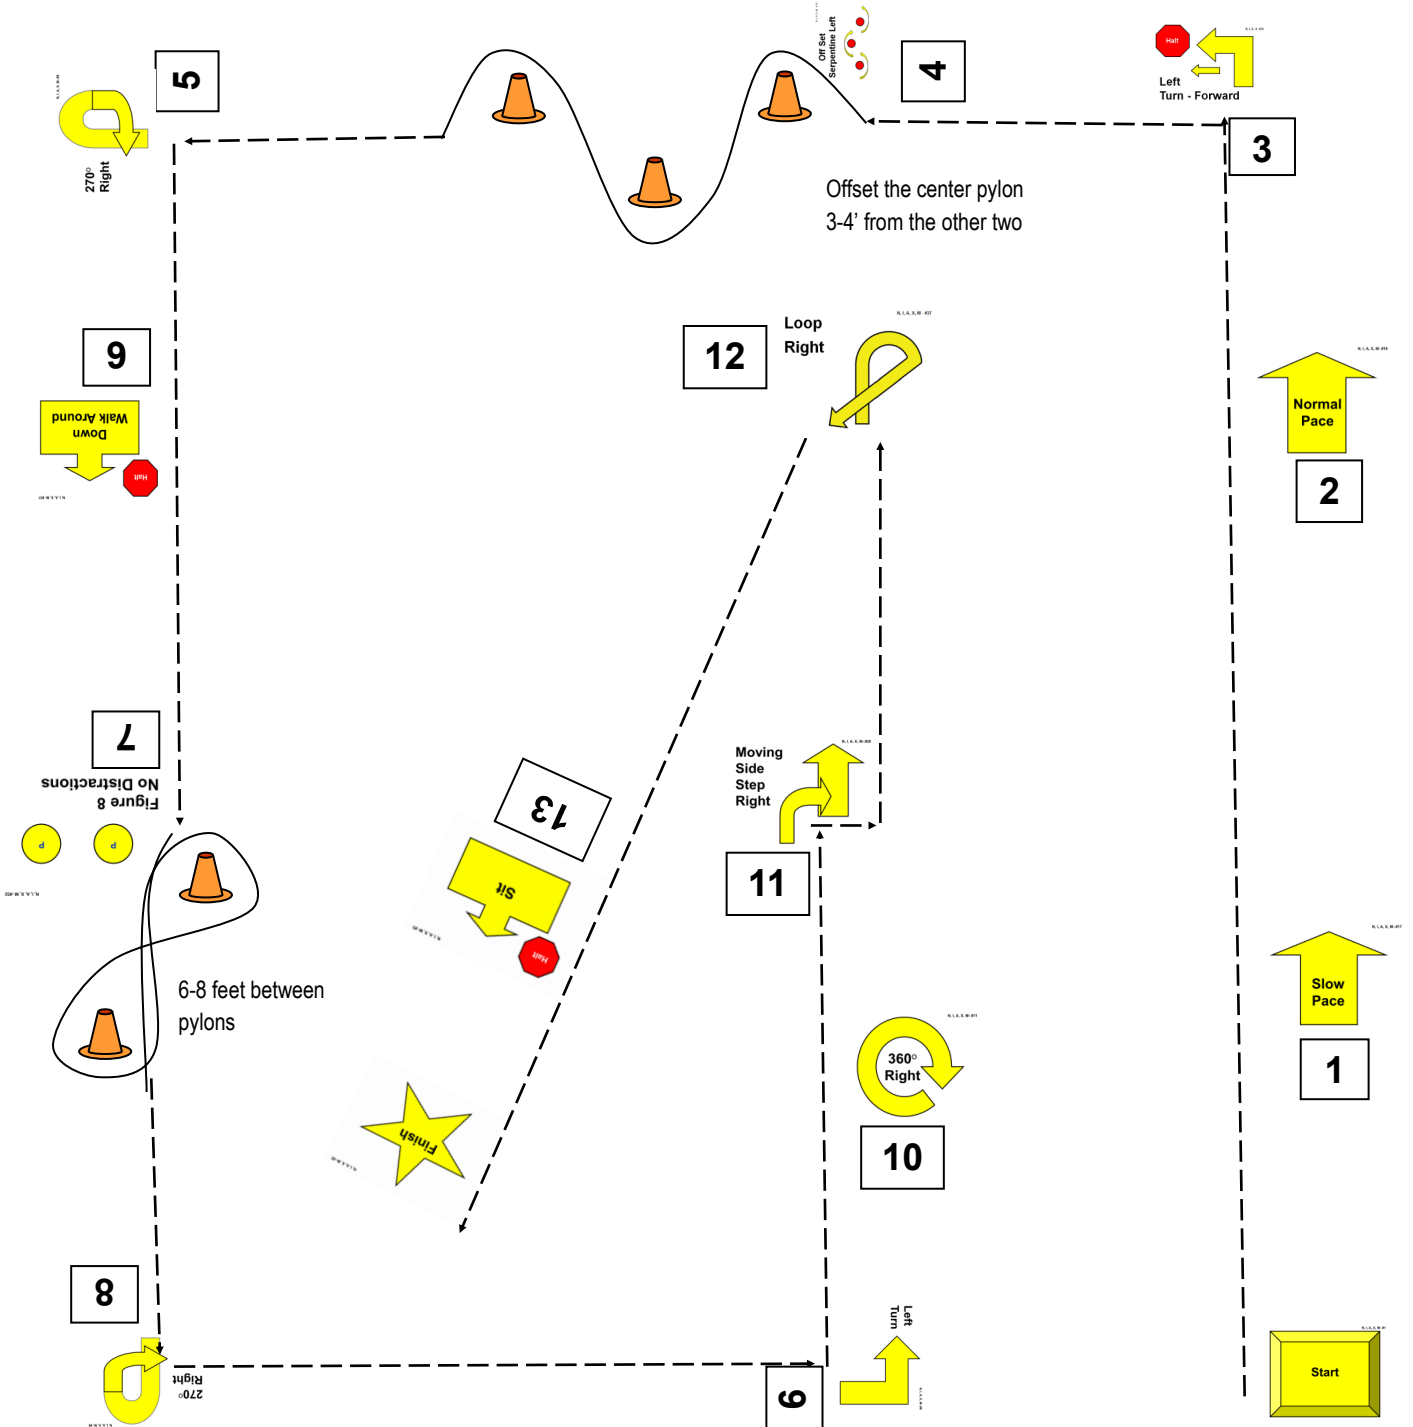 5
270°
Right
Off Set
Serpentine Left
4
Halt
Left
Turn - Forward
3
Offset the center pylon
3-4' from the other two
6
Walk Around
Down
Halt
12
Loop
Right
N, I, A, X, M - #37
Normal
Pace
2
7
Figure 8
No Distractions
P
P
13
Sit
Halt
Moving
Side
Step
Right
11
Slow
Pace
1
6-8 feet between
pylons
360°
Right
10
Finish
8
270°
Right
9
Left
Turn
Start